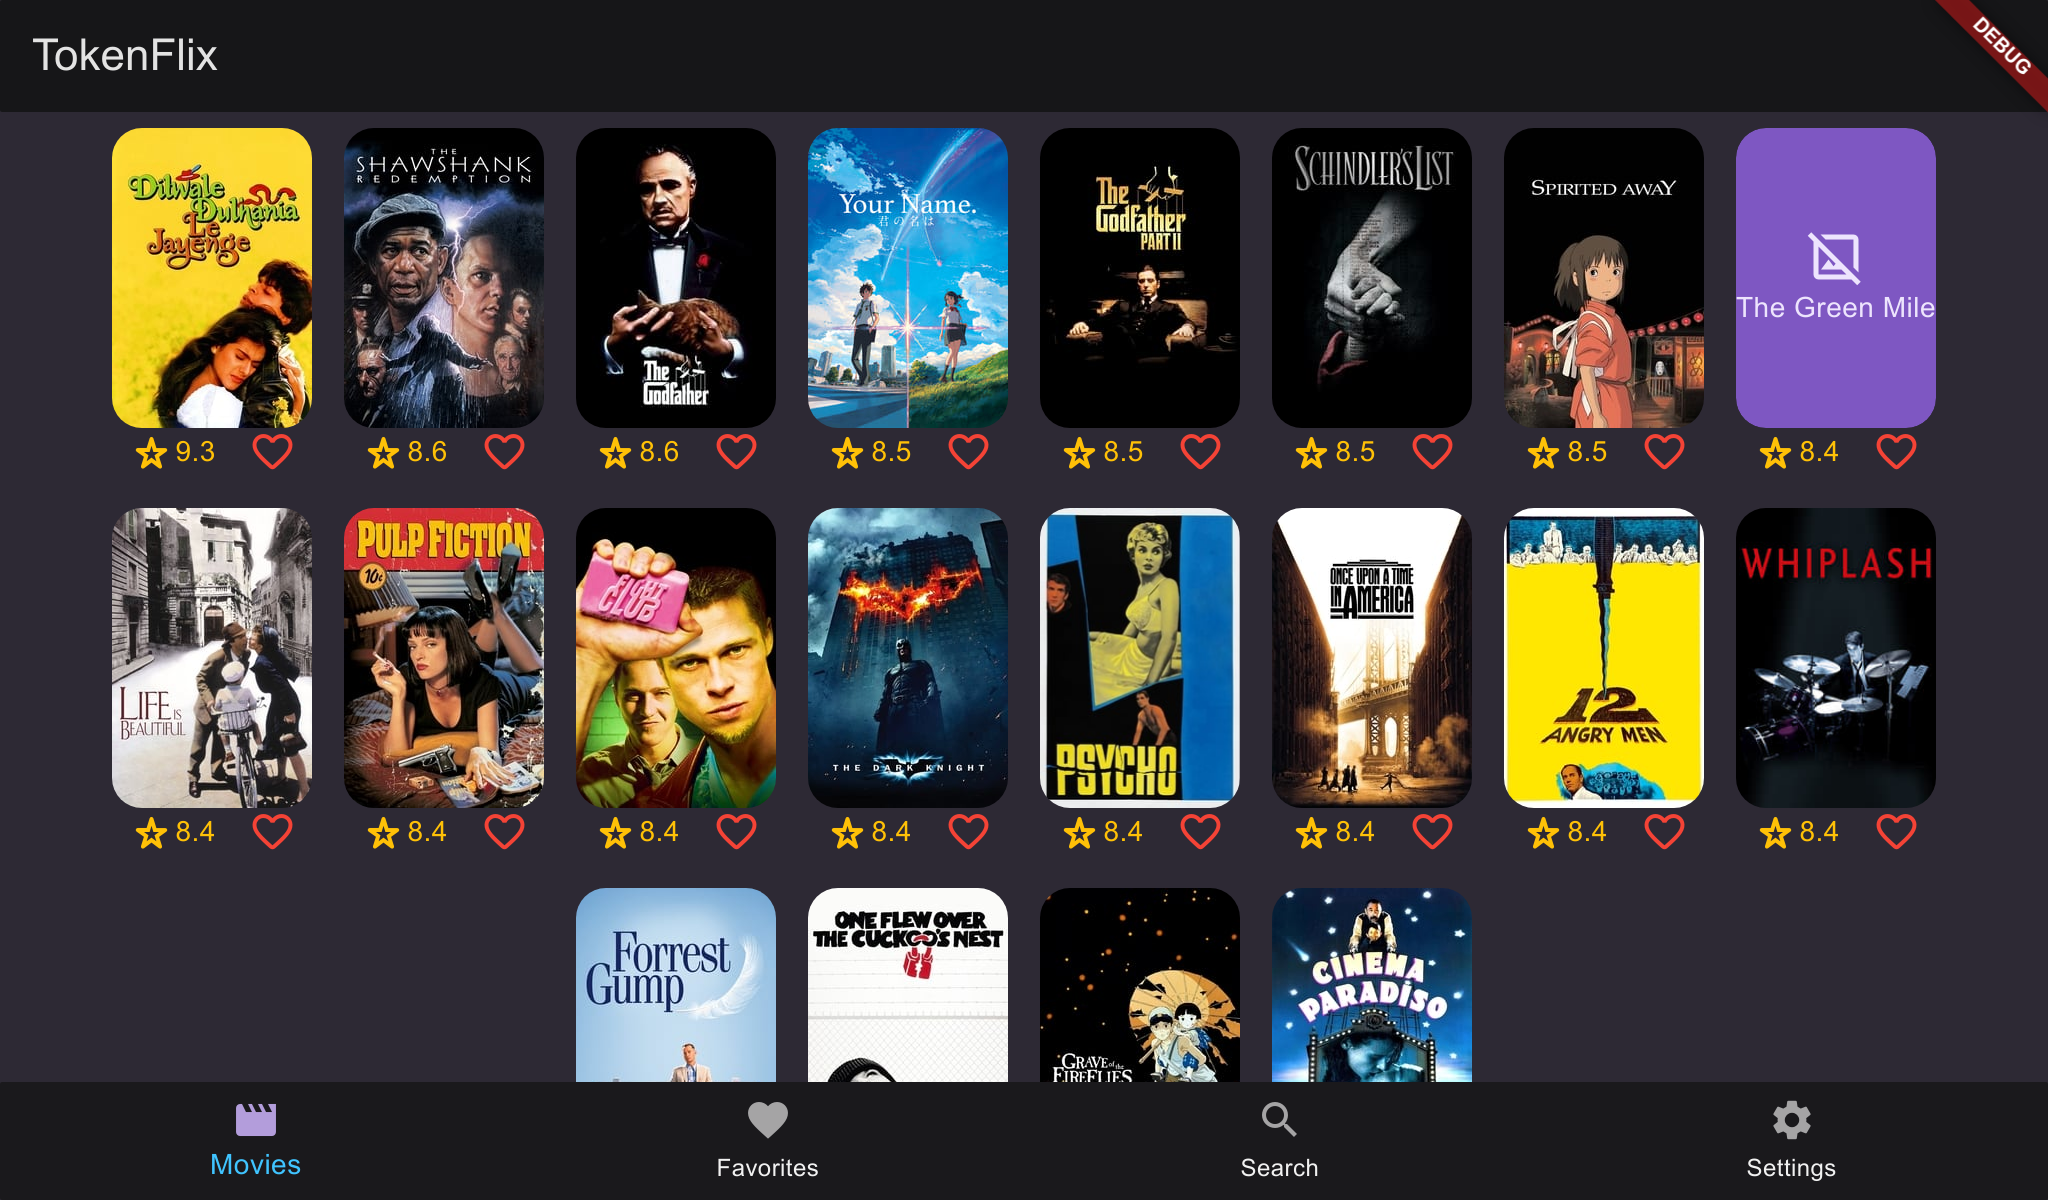 TokenFlix
DEBUG
Dilwale
Dulhania
Le
Jayenge
THE
SHAWSHANK
REDEMPTION
The
Godfather
Your Name.
君の名は
The
Godfather
PART II
SCHINDLER'S LIST
SPIRITED AWAY
The Green Mile
9.3
8.6
8.6
8.5
8.5
8.5
8.5
8.4
LIFE IS
BEAUTIFUL
PULP FICTION
10¢
FIGHT
CLUB
THE DARK KNIGHT
PSYCHO
ONCE UPON A TIME
IN AMERICA
12
ANGRY MEN
WHIPLASH
8.4
8.4
8.4
8.4
8.4
8.4
8.4
8.4
Forrest
Gump
ONE FLEW OVER
THE CUCKOO'S NEST
GRAVE of the
FIREFLIES
CINEMA
PARADISO
Movies
Favorites
Search
Settings